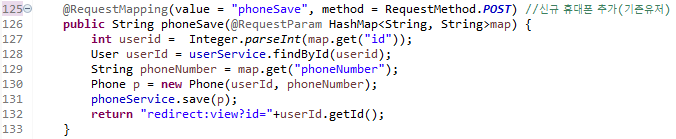 125 @RequestMapping(value = "phoneSave", method = RequestMethod.POST) //신규 휴대폰 추가(기존유저)
126 public String phoneSave(@RequestParam HashMap<String, String>map) {
127 int userid =  Integer.parseInt(map.get("id"));
128 User userId = userService.findById(userid);
129 String phoneNumber = map.get("phoneNumber");
130 Phone p = new Phone(userId, phoneNumber);
131 phoneService.save(p);
132 return "redirect:view?id="+userId.getId();
133 }